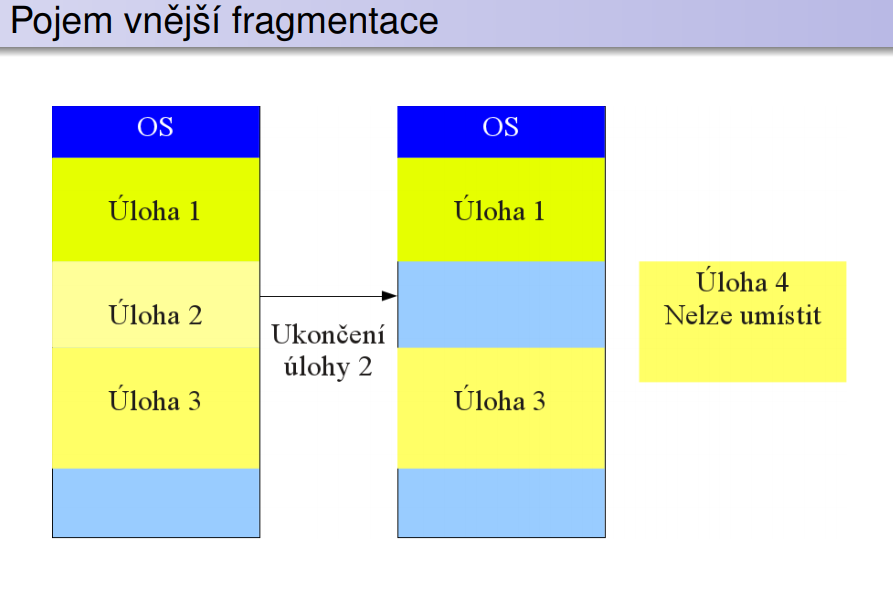 Pojem vnější fragmentace
OS
Úloha 1
Úloha 2
Úloha 3
Ukončení
úlohy 2
OS
Úloha 1
Úloha 3
Úloha 4
Nelze umístit